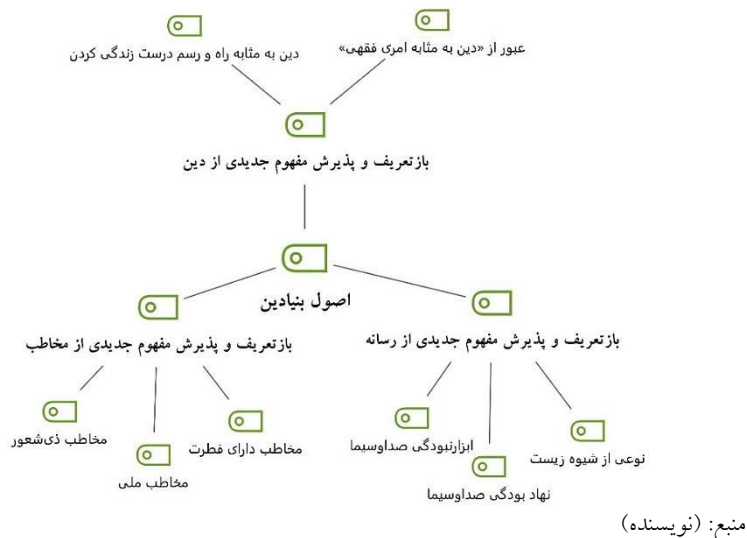 عبور از «دین به مثابه امری فقهی»
دین به مثابه راه و رسم درست زندگی کردن
بازتعریف و پذیرش مفهوم جدیدی از دین
اصول بنیادین
بازتعریف و پذیرش مفهوم جدیدی از رسانه
بازتعریف و پذیرش مفهوم جدیدی از مخاطب
نوعی از شیوه زیست
نهاد بودگی صداوسیما
ابزارنبودگی صداوسیما
مخاطب دارای فطرت
مخاطب ملی
مخاطب ذی‌شعور
منبع: (نویسنده)